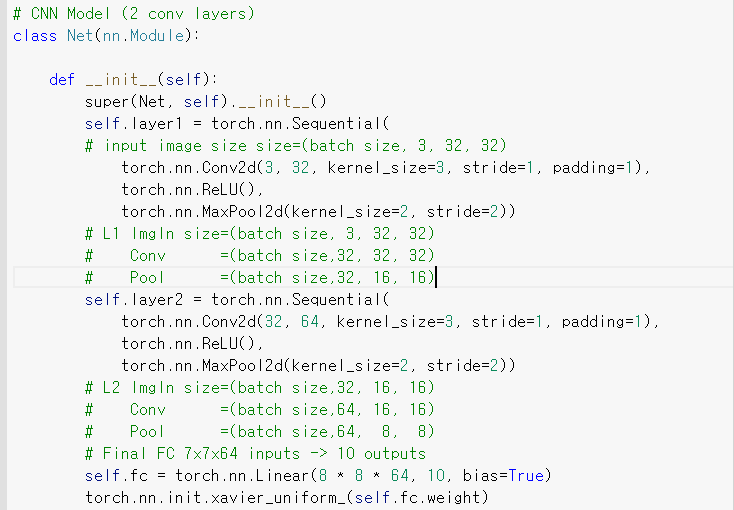 # CNN Model (2 conv layers)
class Net(nn.Module):
    def __init__(self):
        super(Net, self).__init__()
        self.layer1 = torch.nn.Sequential(
        # input image size size=(batch size, 3, 32, 32)
            torch.nn.Conv2d(3, 32, kernel_size=3, stride=1, padding=1),
            torch.nn.ReLU(),
            torch.nn.MaxPool2d(kernel_size=2, stride=2))
        # L1 ImgIn size=(batch size, 3, 32, 32)
        #    Conv      =(batch size,32, 32, 32)
        #    Pool      =(batch size,32, 16, 16)
        self.layer2 = torch.nn.Sequential(
            torch.nn.Conv2d(32, 64, kernel_size=3, stride=1, padding=1),
            torch.nn.ReLU(),
            torch.nn.MaxPool2d(kernel_size=2, stride=2))
        # L2 ImgIn size=(batch size,32, 16, 16)
        #    Conv      =(batch size,64, 16, 16)
        #    Pool      =(batch size,64,  8,  8)
        # Final FC 7x7x64 inputs -> 10 outputs
        self.fc = torch.nn.Linear(8 * 8 * 64, 10, bias=True)
        torch.nn.init.xavier_uniform_(self.fc.weight)